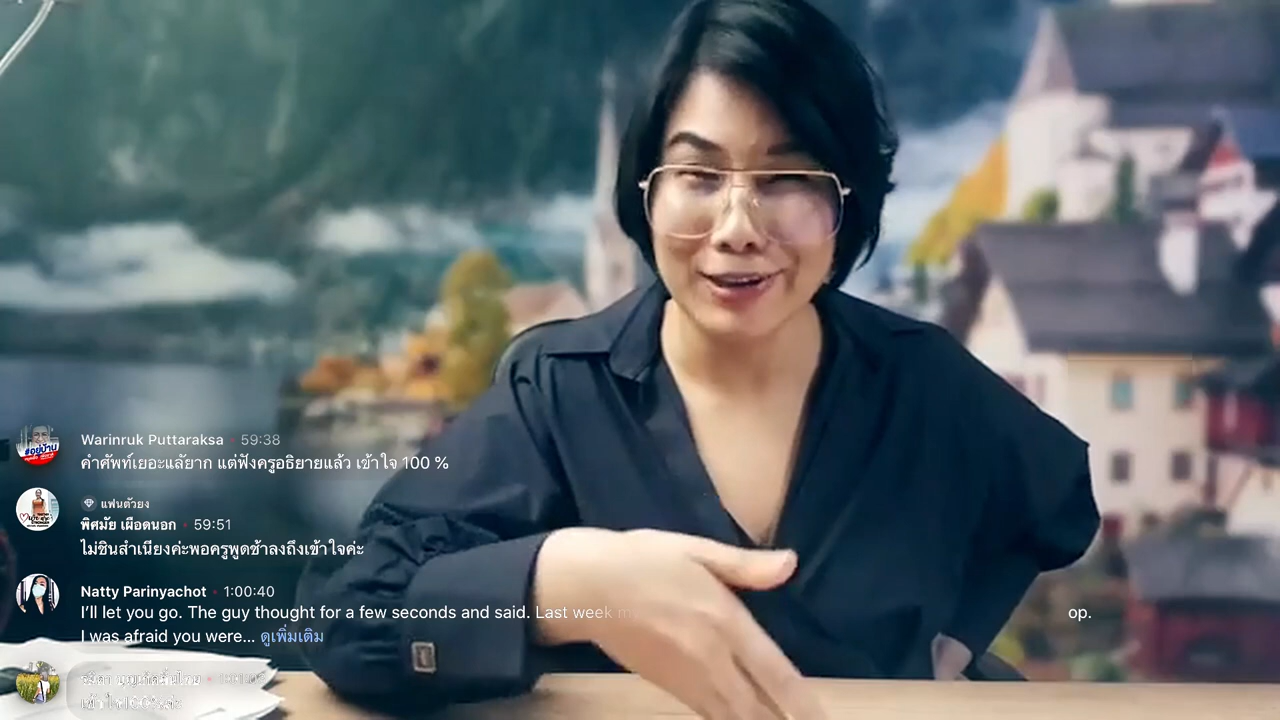 Warinruk Puttaraksa • 59:38
คำศัพท์เยอะแล้ยาก แต่ฟังครูอธิยายแล้ว เข้าใจ 100 %
แฟนตัวยง
พิศมัย เผือดนอก • 59:51
ไม่ชินสำเนียงค่ะพอครูพูดช้าลงถึงเข้าใจค่ะ
Natty Parinyachot • 1:00:40
I'll let you go. The guy thought for a few seconds and said. Last week op.
I was afraid you were... ดูเพิ่มเติม